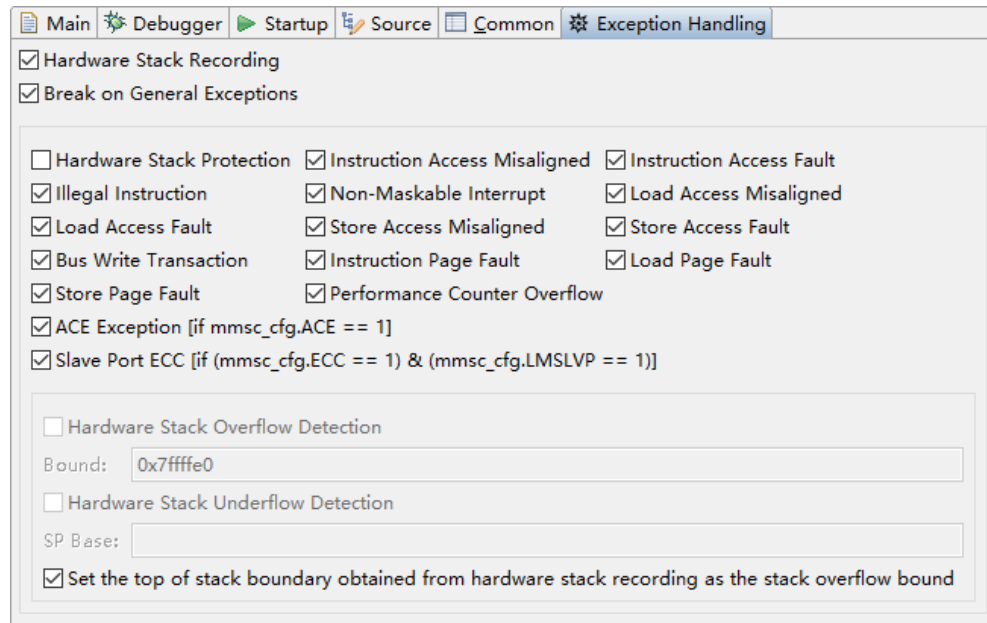 Main Debugger Startup Source Common Exception Handling
Hardware Stack Recording
Break on General Exceptions
Hardware Stack Protection Instruction Access Misaligned Instruction Access Fault
Illegal Instruction Non-Maskable Interrupt Load Access Misaligned
Load Access Fault Store Access Misaligned Store Access Fault
Bus Write Transaction Instruction Page Fault Load Page Fault
Store Page Fault Performance Counter Overflow
ACE Exception [if mmsc_cfg.ACE == 1]
Slave Port ECC [if (mmsc_cfg.ECC == 1) & (mmsc_cfg.LMSLVP == 1)]
Hardware Stack Overflow Detection
Bound: 0x7ffffe0
Hardware Stack Underflow Detection
SP Base:
Set the top of stack boundary obtained from hardware stack recording as the stack overflow bound